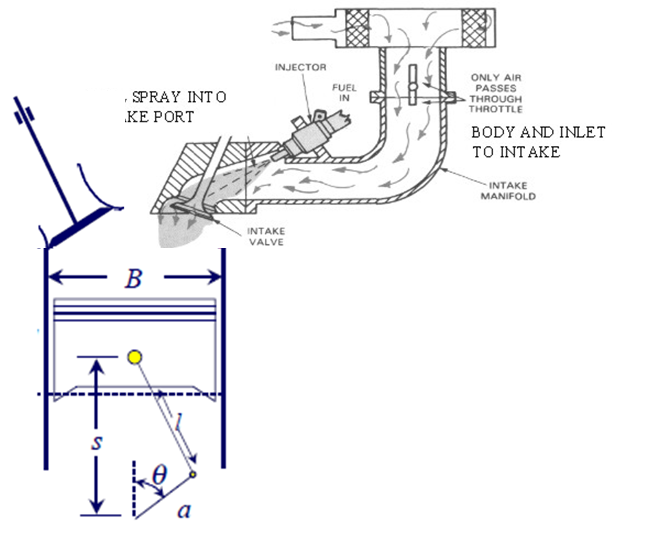 INJECTOR
FUEL
IN
SPRAY INTO
KE PORT
ONLY AIR
PASSES
THROUGH
THROTTLE
BODY AND INLET
TO INTAKE
INTAKE
MANIFOLD
INTAKE
VALVE
B
s
l
θ
a